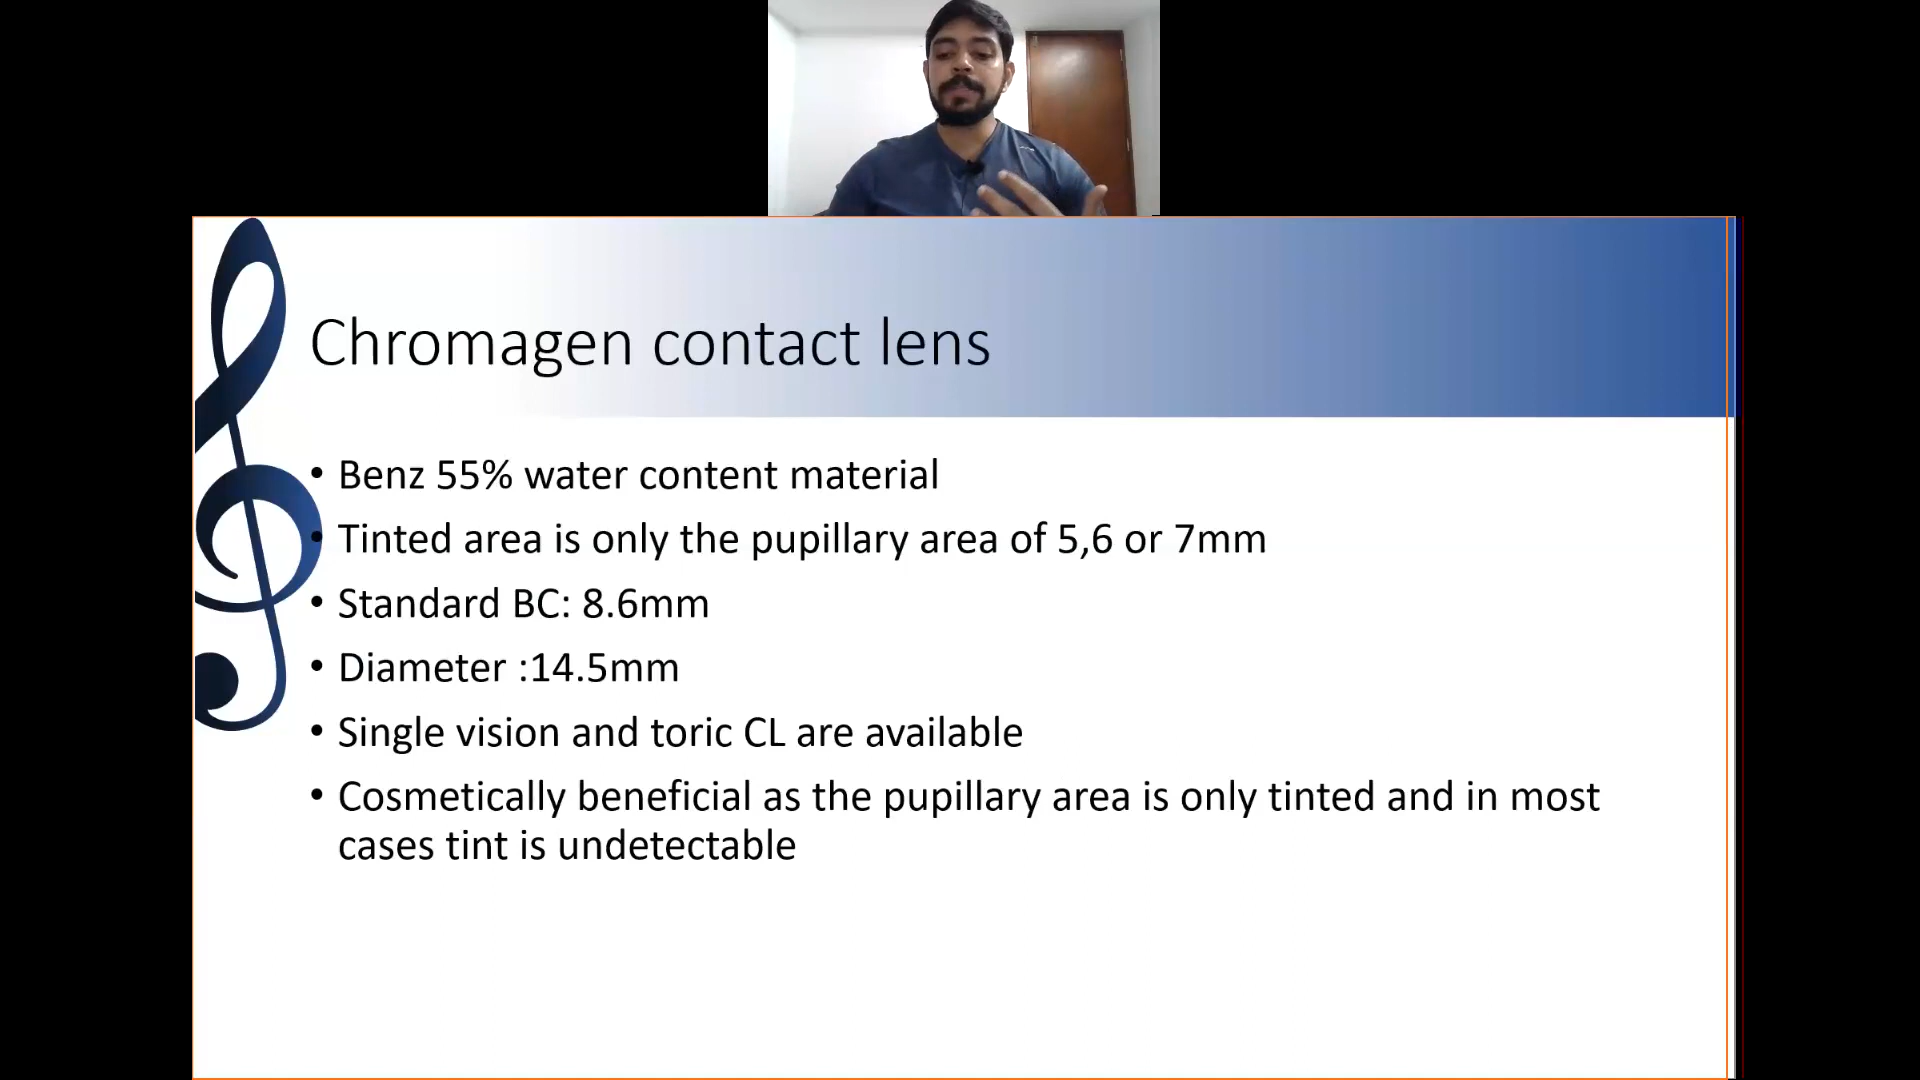 Chromagen contact lens
• Benz 55% water content material
• Tinted area is only the pupillary area of 5,6 or 7mm
• Standard BC: 8.6mm
• Diameter :14.5mm
• Single vision and toric CL are available
• Cosmetically beneficial as the pupillary area is only tinted and in most
cases tint is undetectable